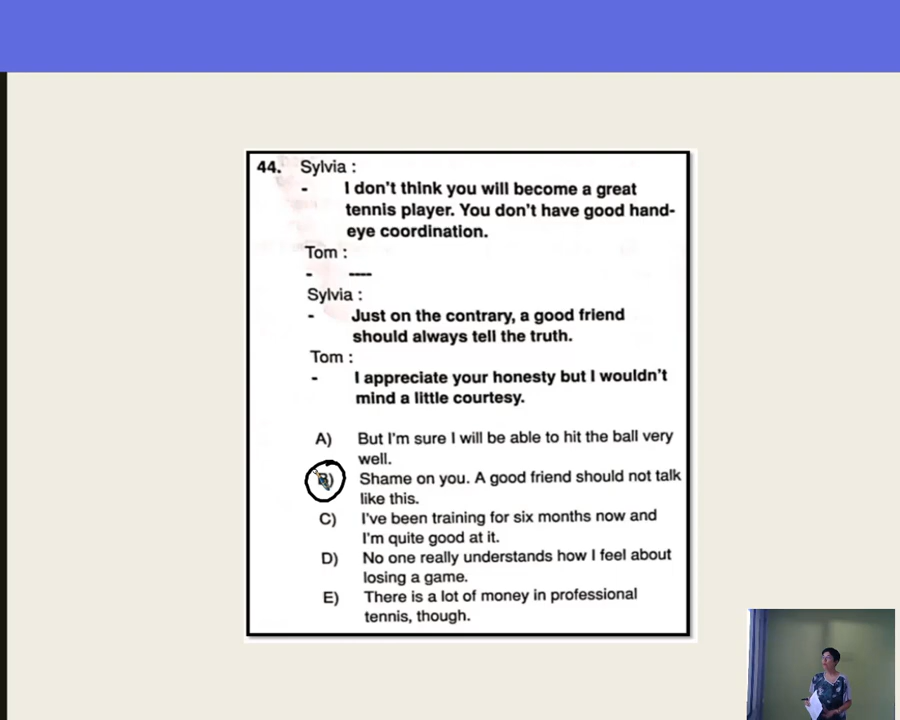 44. Sylvia :
- I don't think you will become a great
tennis player. You don't have good hand-
eye coordination.
Tom :
- ----
Sylvia :
- Just on the contrary, a good friend
should always tell the truth.
Tom :
- I appreciate your honesty but I wouldn't
mind a little courtesy.
A) But I'm sure I will be able to hit the ball very
well.
B) Shame on you. A good friend should not talk
like this.
C) I've been training for six months now and
I'm quite good at it.
D) No one really understands how I feel about
losing a game.
E) There is a lot of money in professional
tennis, though.